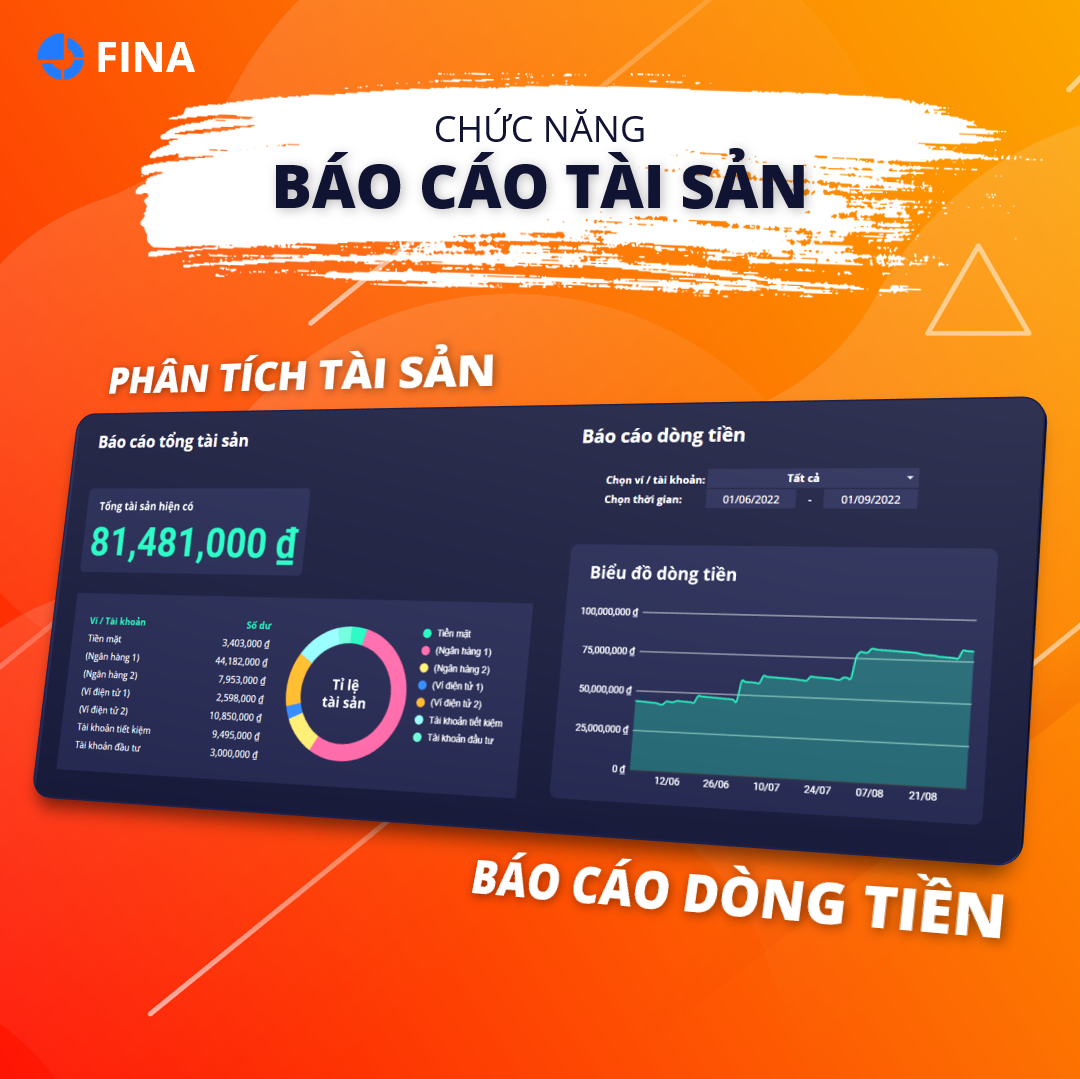 FINA
CHỨC NĂNG
BÁO CÁO TÀI SẢN
PHÂN TÍCH TÀI SẢN
Báo cáo tổng tài sản
Tổng tài sản hiện có
81,481,000 ₫
Ví / Tài khoản Số dư
Tiền mặt 3,403,000 ₫
(Ngân hàng 1) 44,182,000 ₫
(Ngân hàng 2) 7,953,000 ₫
(Ví điện tử 1) 2,598,000 ₫
(Ví điện tử 2) 10,850,000 ₫
Tài khoản tiết kiệm 9,495,000 ₫
Tài khoản đầu tư 3,000,000 ₫
Tỉ lệ
tài sản
Tiền mặt
(Ngân hàng 1)
(Ngân hàng 2)
(Ví điện tử 1)
(Ví điện tử 2)
Tài khoản tiết kiệm
Tài khoản đầu tư
Báo cáo dòng tiền
Chọn ví / tài khoản: Tất cả
Chọn thời gian: 01/06/2022 - 01/09/2022
Biểu đồ dòng tiền
100,000,000 ₫
75,000,000 ₫
50,000,000 ₫
25,000,000 ₫
0 ₫
12/06 26/06 10/07 24/07 07/08 21/08
BÁO CÁO DÒNG TIỀN